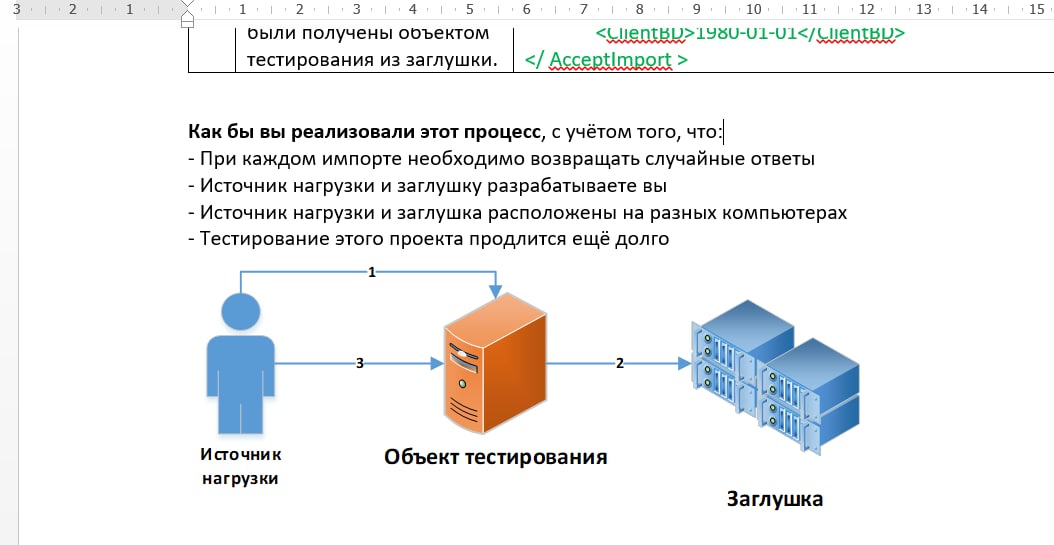 3 2 1 1 2 3 4 5 6 7 8 9 10 11 12 13 14 15
были получены объектом
тестирования из заглушки.
<ClientBD>1980-01-01</ClientBD>
</ AcceptImport >
Как бы вы реализовали этот процесс, с учётом того, что:
- При каждом импорте необходимо возвращать случайные ответы
- Источник нагрузки и заглушку разрабатываете вы
- Источник нагрузки и заглушка расположены на разных компьютерах
- Тестирование этого проекта продлится ещё долго
1
3
2
Источник
нагрузки
Объект тестирования
Заглушка